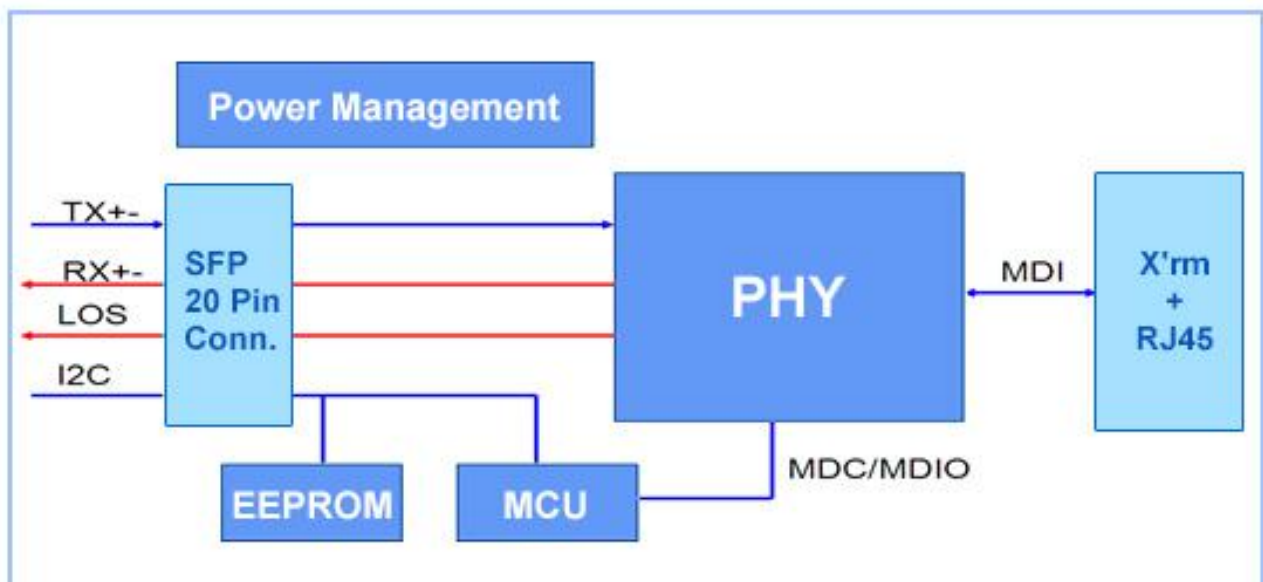 Power Management
TX+-
RX+-
LOS
I2C
SFP
20 Pin
Conn.
PHY
MDI
X'rm
+
RJ45
MDC/MDIO
EEPROM
MCU